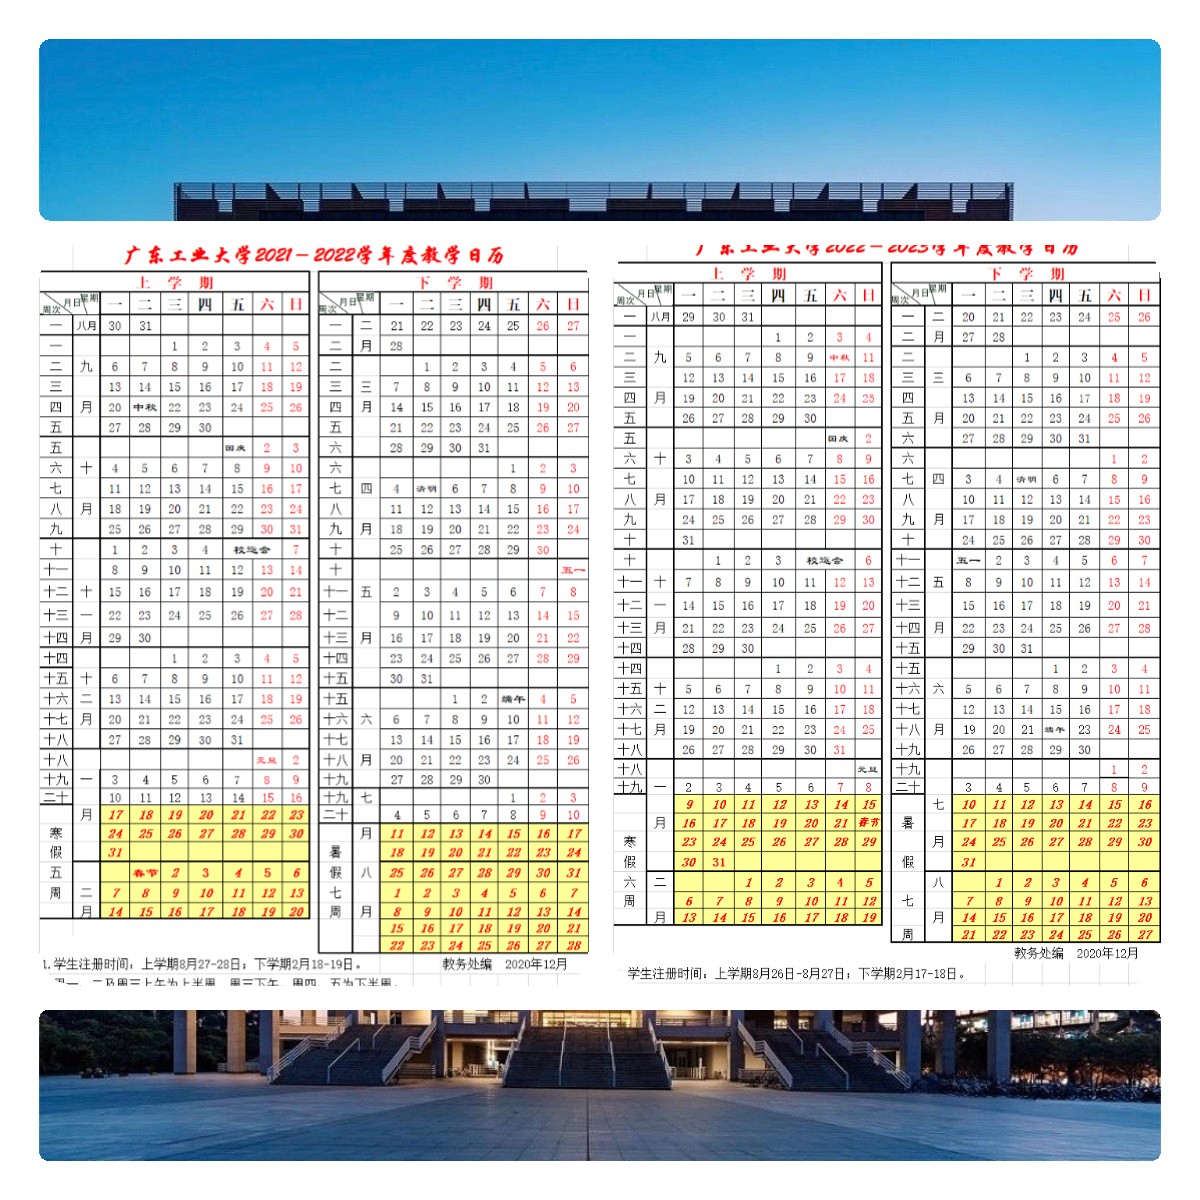 广东工业大学2021－2022学年度教学日历
上 学 期
周次 月日 星期 一 二 三 四 五 六 日
一 八月 30 31
一 1 2 3 4 5
二 九 6 7 8 9 10 11 12
三 13 14 15 16 17 18 19
四 月 20 中秋 22 23 24 25 26
五 27 28 29 30
五 国庆 2 3
六 十 4 5 6 7 8 9 10
七 11 12 13 14 15 16 17
八 月 18 19 20 21 22 23 24
九 25 26 27 28 29 30 31
十 1 2 3 4 校运会 7
十一 8 9 10 11 12 13 14
十二 十 15 16 17 18 19 20 21
十三 一 22 23 24 25 26 27 28
十四 月 29 30
十四 1 2 3 4 5
十五 十 6 7 8 9 10 11 12
十六 二 13 14 15 16 17 18 19
十七 月 20 21 22 23 24 25 26
十八 27 28 29 30 31
十八 元旦 2
十九 一 3 4 5 6 7 8 9
二十 10 11 12 13 14 15 16
月 17 18 19 20 21 22 23
寒 24 25 26 27 28 29 30
假 31
五 春节 2 3 4 5 6
周 二 7 8 9 10 11 12 13
月 14 15 16 17 18 19 20
下 学 期
周次 月日 星期 一 二 三 四 五 六 日
一 二 21 22 23 24 25 26 27
二 月 28
二 1 2 3 4 5 6
三 三 7 8 9 10 11 12 13
四 月 14 15 16 17 18 19 20
五 21 22 23 24 25 26 27
六 28 29 30 31
六 1 2 3
七 四 4 清明 6 7 8 9 10
八 11 12 13 14 15 16 17
九 月 18 19 20 21 22 23 24
十 25 26 27 28 29 30
十 五一
十一 五 2 3 4 5 6 7 8
十二 9 10 11 12 13 14 15
十三 月 16 17 18 19 20 21 22
十四 23 24 25 26 27 28 29
十五 30 31
十五 1 2 端午 4 5
十六 六 6 7 8 9 10 11 12
十七 13 14 15 16 17 18 19
十八 月 20 21 22 23 24 25 26
十九 27 28 29 30
十九 七 1 2 3
二十 4 5 6 7 8 9 10
月 11 12 13 14 15 16 17
暑 18 19 20 21 22 23 24
假 八 25 26 27 28 29 30 31
七 1 2 3 4 5 6 7
周 月 8 9 10 11 12 13 14
15 16 17 18 19 20 21
22 23 24 25 26 27 28
1.学生注册时间：上学期8月27-28日；下学期2月18-19日。
教务处编 2020年12月
周一、二及周三上午为上半周，周三下午、周四、五为下半周。
广东工业大学2022－2023学年度教学日历
上 学 期
周次 月日 星期 一 二 三 四 五 六 日
一 八月 29 30 31
一 1 2 3 4
二 九 5 6 7 8 9 中秋 11
三 12 13 14 15 16 17 18
四 月 19 20 21 22 23 24 25
五 26 27 28 29 30
五 国庆 2
六 十 3 4 5 6 7 8 9
七 10 11 12 13 14 15 16
八 月 17 18 19 20 21 22 23
九 24 25 26 27 28 29 30
十 31
十 1 2 3 校运会 6
十一 十 7 8 9 10 11 12 13
十二 一 14 15 16 17 18 19 20
十三 月 21 22 23 24 25 26 27
十四 28 29 30
十四 1 2 3 4
十五 十 5 6 7 8 9 10 11
十六 二 12 13 14 15 16 17 18
十七 月 19 20 21 22 23 24 25
十八 26 27 28 29 30 31
十八 元旦
十九 一 2 3 4 5 6 7 8
9 10 11 12 13 14 15
月 16 17 18 19 20 21 春节
寒 23 24 25 26 27 28 29
假 30 31
六 二 1 2 3 4 5
周 6 7 8 9 10 11 12
月 13 14 15 16 17 18 19
下 学 期
周次 月日 星期 一 二 三 四 五 六 日
一 二 20 21 22 23 24 25 26
二 月 27 28
二 1 2 3 4 5
三 三 6 7 8 9 10 11 12
四 13 14 15 16 17 18 19
五 月 20 21 22 23 24 25 26
六 27 28 29 30 31
六 1 2
七 四 3 4 清明 6 7 8 9
八 10 11 12 13 14 15 16
九 月 17 18 19 20 21 22 23
十 24 25 26 27 28 29 30
十一 五一 2 3 4 5 6 7
十二 五 8 9 10 11 12 13 14
十三 15 16 17 18 19 20 21
十四 月 22 23 24 25 26 27 28
十五 29 30 31
十五 1 2 3 4
十六 六 5 6 7 8 9 10 11
十七 12 13 14 15 16 17 18
十八 月 19 20 21 端午 23 24 25
十九 26 27 28 29 30
十九 1 2
二十 3 4 5 6 7 8 9
七 10 11 12 13 14 15 16
暑 17 18 19 20 21 22 23
月 24 25 26 27 28 29 30
假 31
八 1 2 3 4 5 6
七 7 8 9 10 11 12 13
月 14 15 16 17 18 19 20
周 21 22 23 24 25 26 27
教务处编 2020年12月
学生注册时间：上学期8月26日-8月27日；下学期2月17-18日。